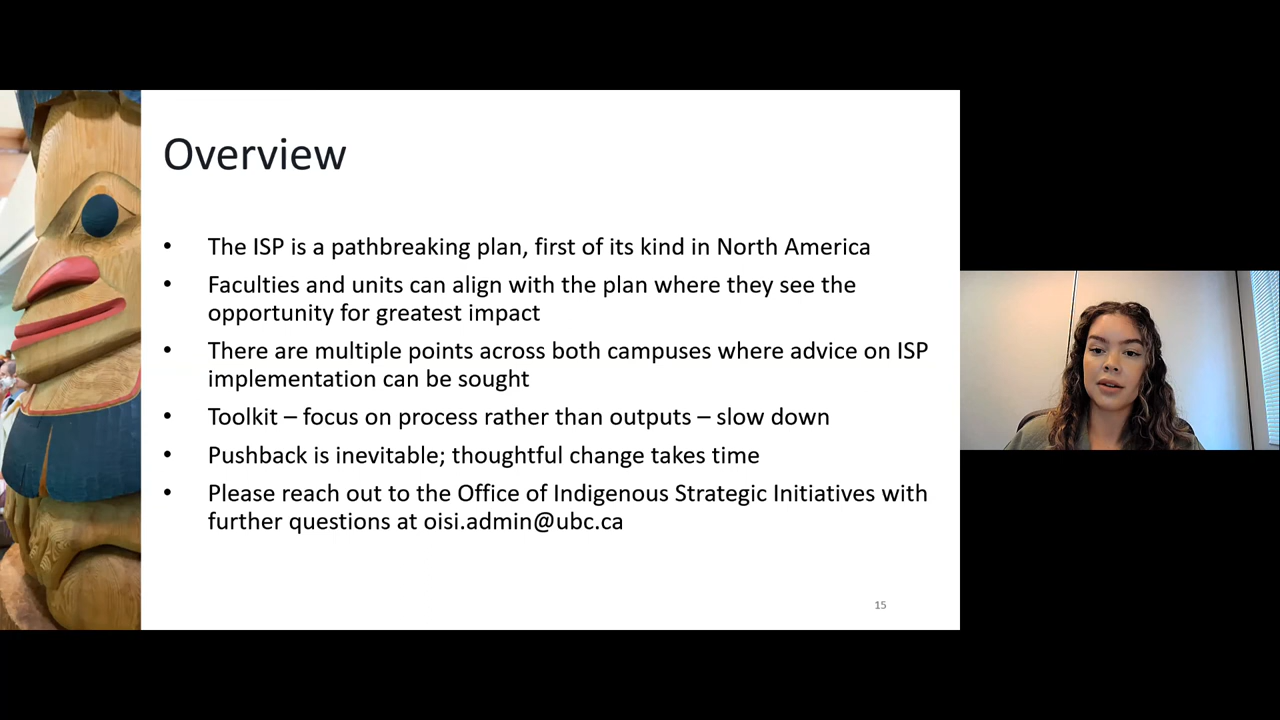 Overview
• The ISP is a pathbreaking plan, first of its kind in North America
• Faculties and units can align with the plan where they see the
opportunity for greatest impact
• There are multiple points across both campuses where advice on ISP
implementation can be sought
• Toolkit – focus on process rather than outputs – slow down
• Pushback is inevitable; thoughtful change takes time
• Please reach out to the Office of Indigenous Strategic Initiatives with
further questions at oisi.admin@ubc.ca
15